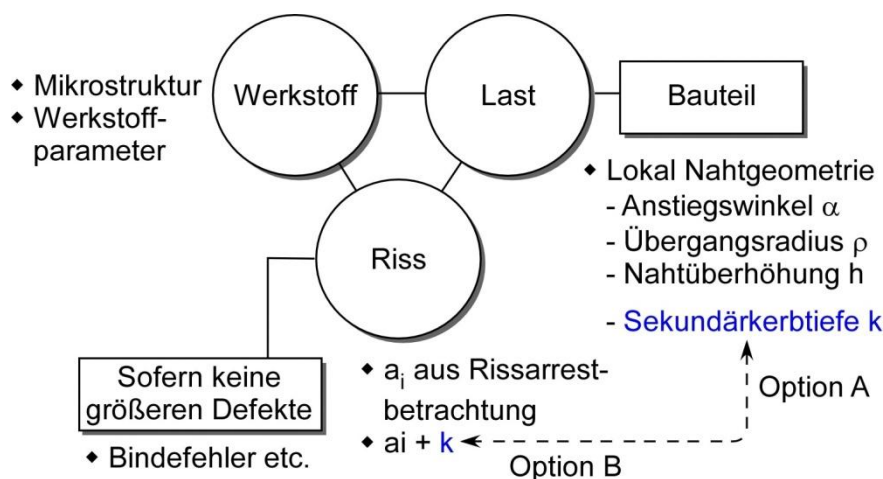 Werkstoff
Last
Bauteil
◆ Mikrostruktur
◆ Werkstoff-
parameter
◆ Lokal Nahtgeometrie
- Anstiegswinkel α
- Übergangsradius ρ
- Nahtüberhöhung h
- Sekundärkerbtiefe k
Riss
Sofern keine
größeren Defekte
◆ Bindefehler etc.
◆ aᵢ aus Rissarrest-
betrachtung
◆ ai + k
Option A
Option B